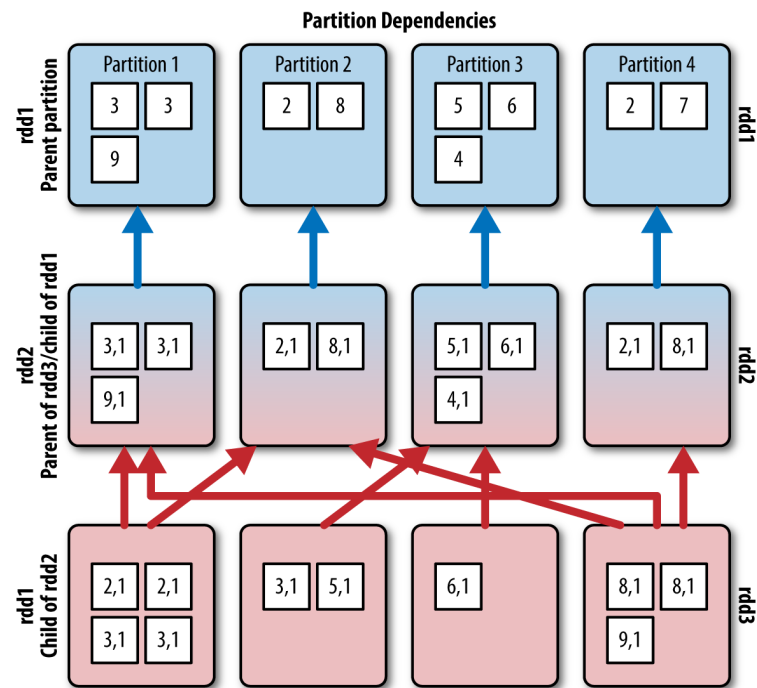 Partition Dependencies
rdd1
Parent partition
Partition 1
3 3
9
Partition 2
2 8
Partition 3
5 6
4
Partition 4
2 7
rdd1
rdd2
Parent of rdd3/child of rdd1
3,1 3,1
9,1
2,1 8,1
5,1 6,1
4,1
2,1 8,1
rdd2
rdd1
Child of rdd2
2,1 2,1
3,1 3,1
3,1 5,1
6,1
8,1 8,1
9,1
rdd3